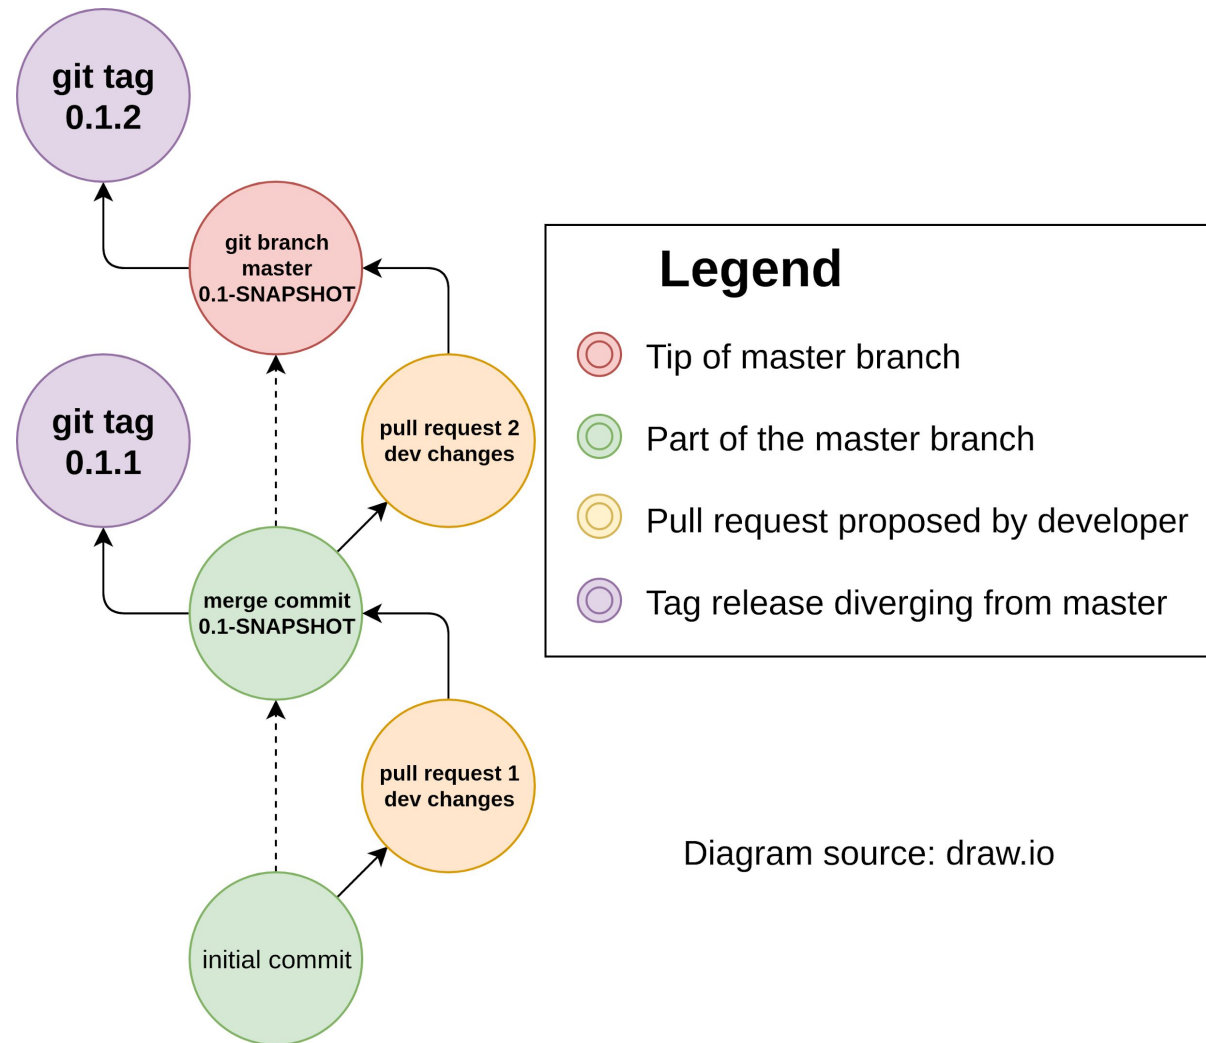 git tag
0.1.2
git branch
master
0.1-SNAPSHOT
git tag
0.1.1
pull request 2
dev changes
merge commit
0.1-SNAPSHOT
pull request 1
dev changes
initial commit
Legend
Tip of master branch
Part of the master branch
Pull request proposed by developer
Tag release diverging from master
Diagram source: draw.io